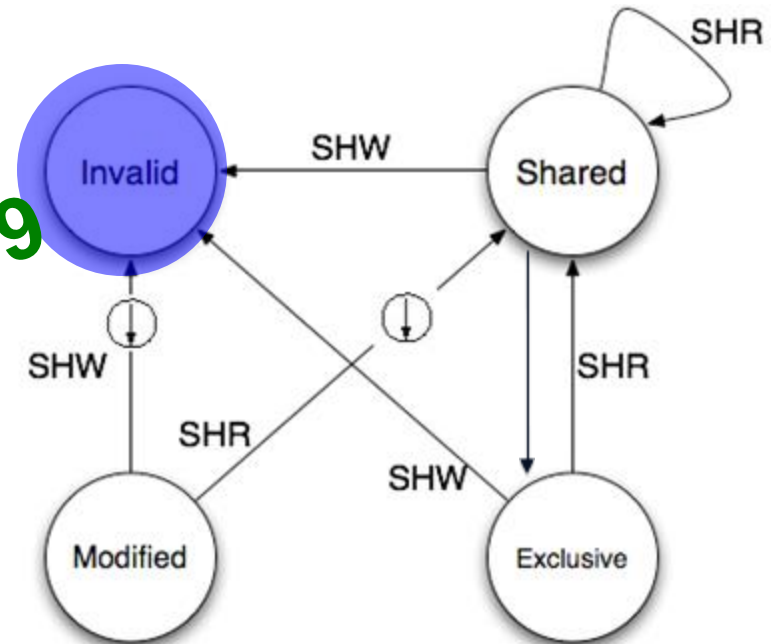 SHR
SHW
Invalid
Shared
9
SHW
SHR
SHR
SHW
Modified
Exclusive